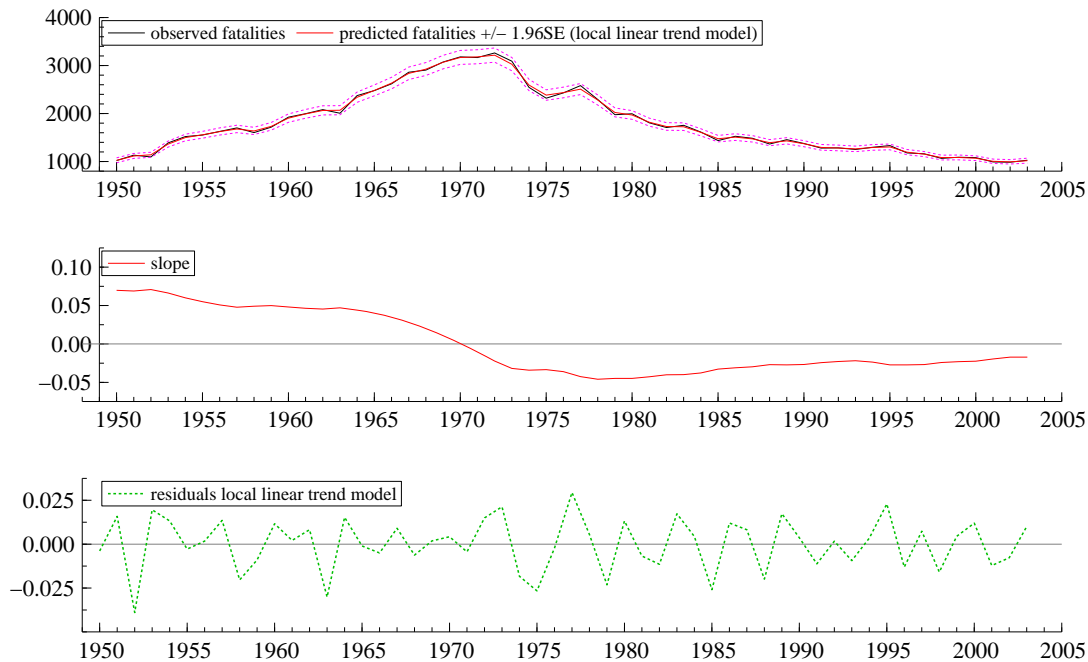 4000
observed fatalities predicted fatalities +/− 1.96SE (local linear trend model)
3000
2000
1000
1950 1955 1960 1965 1970 1975 1980 1985 1990 1995 2000 2005
slope
0.10
0.05
0.00
−0.05
1950 1955 1960 1965 1970 1975 1980 1985 1990 1995 2000 2005
residuals local linear trend model
0.025
0.000
−0.025
1950 1955 1960 1965 1970 1975 1980 1985 1990 1995 2000 2005